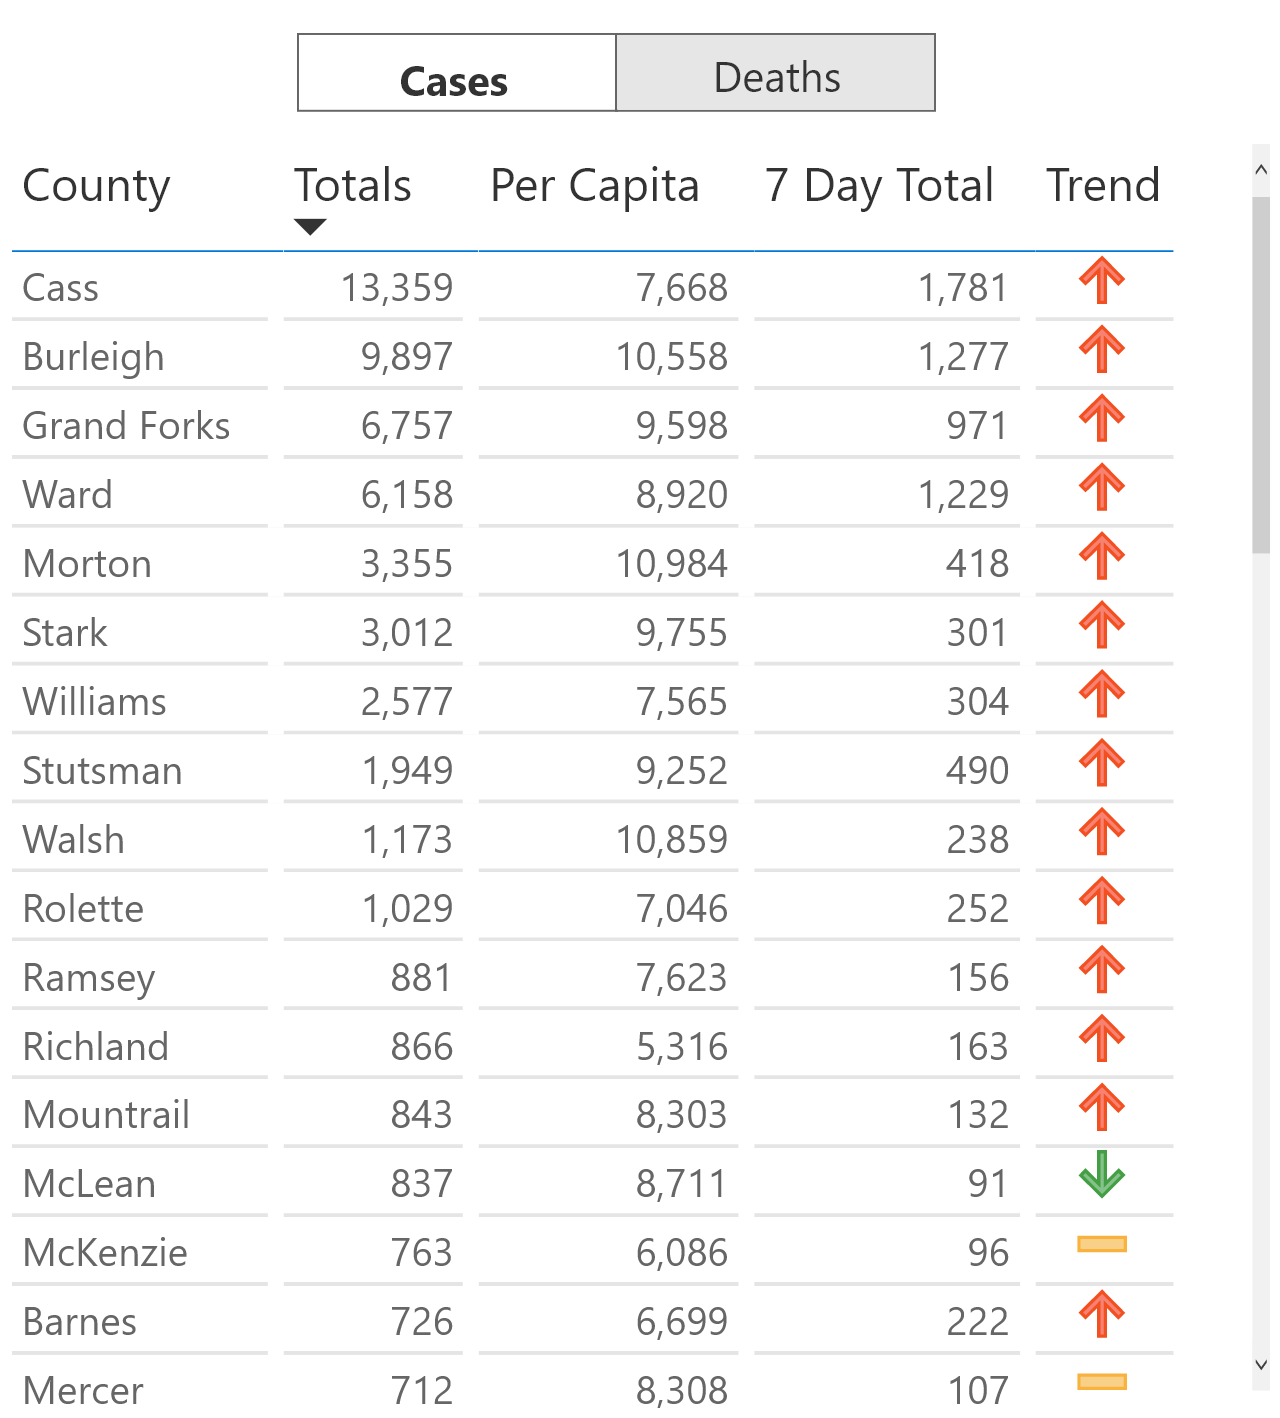 Cases Deaths
County Totals Per Capita 7 Day Total Trend
Cass 13,359 7,668 1,781
Burleigh 9,897 10,558 1,277
Grand Forks 6,757 9,598 971
Ward 6,158 8,920 1,229
Morton 3,355 10,984 418
Stark 3,012 9,755 301
Williams 2,577 7,565 304
Stutsman 1,949 9,252 490
Walsh 1,173 10,859 238
Rolette 1,029 7,046 252
Ramsey 881 7,623 156
Richland 866 5,316 163
Mountrail 843 8,303 132
McLean 837 8,711 91
McKenzie 763 6,086 96
Barnes 726 6,699 222
Mercer 712 8,308 107